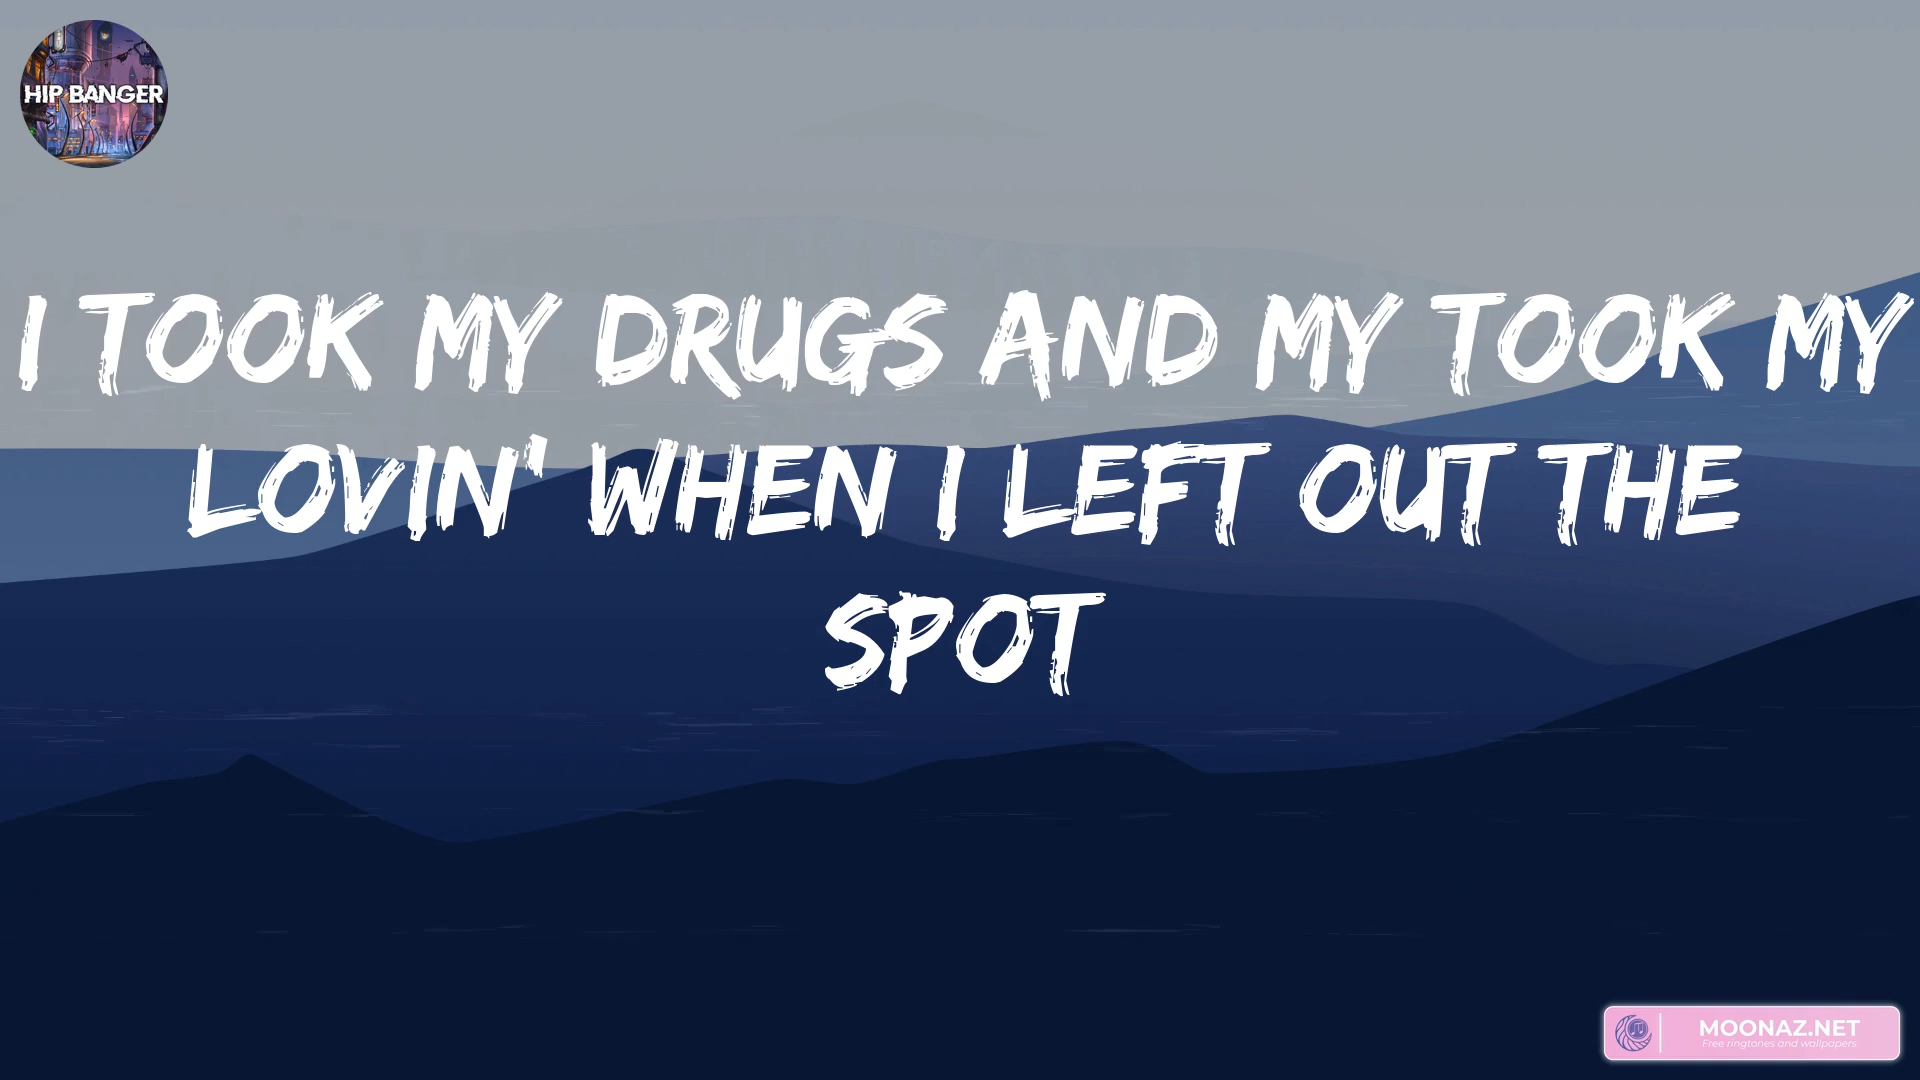 HIP BANGER
I TOOK MY DRUGS AND MY TOOK MY
LOVIN' WHEN I LEFT OUT THE
SPOT
MOONAZ.NET
Free ringtones and wallpapers